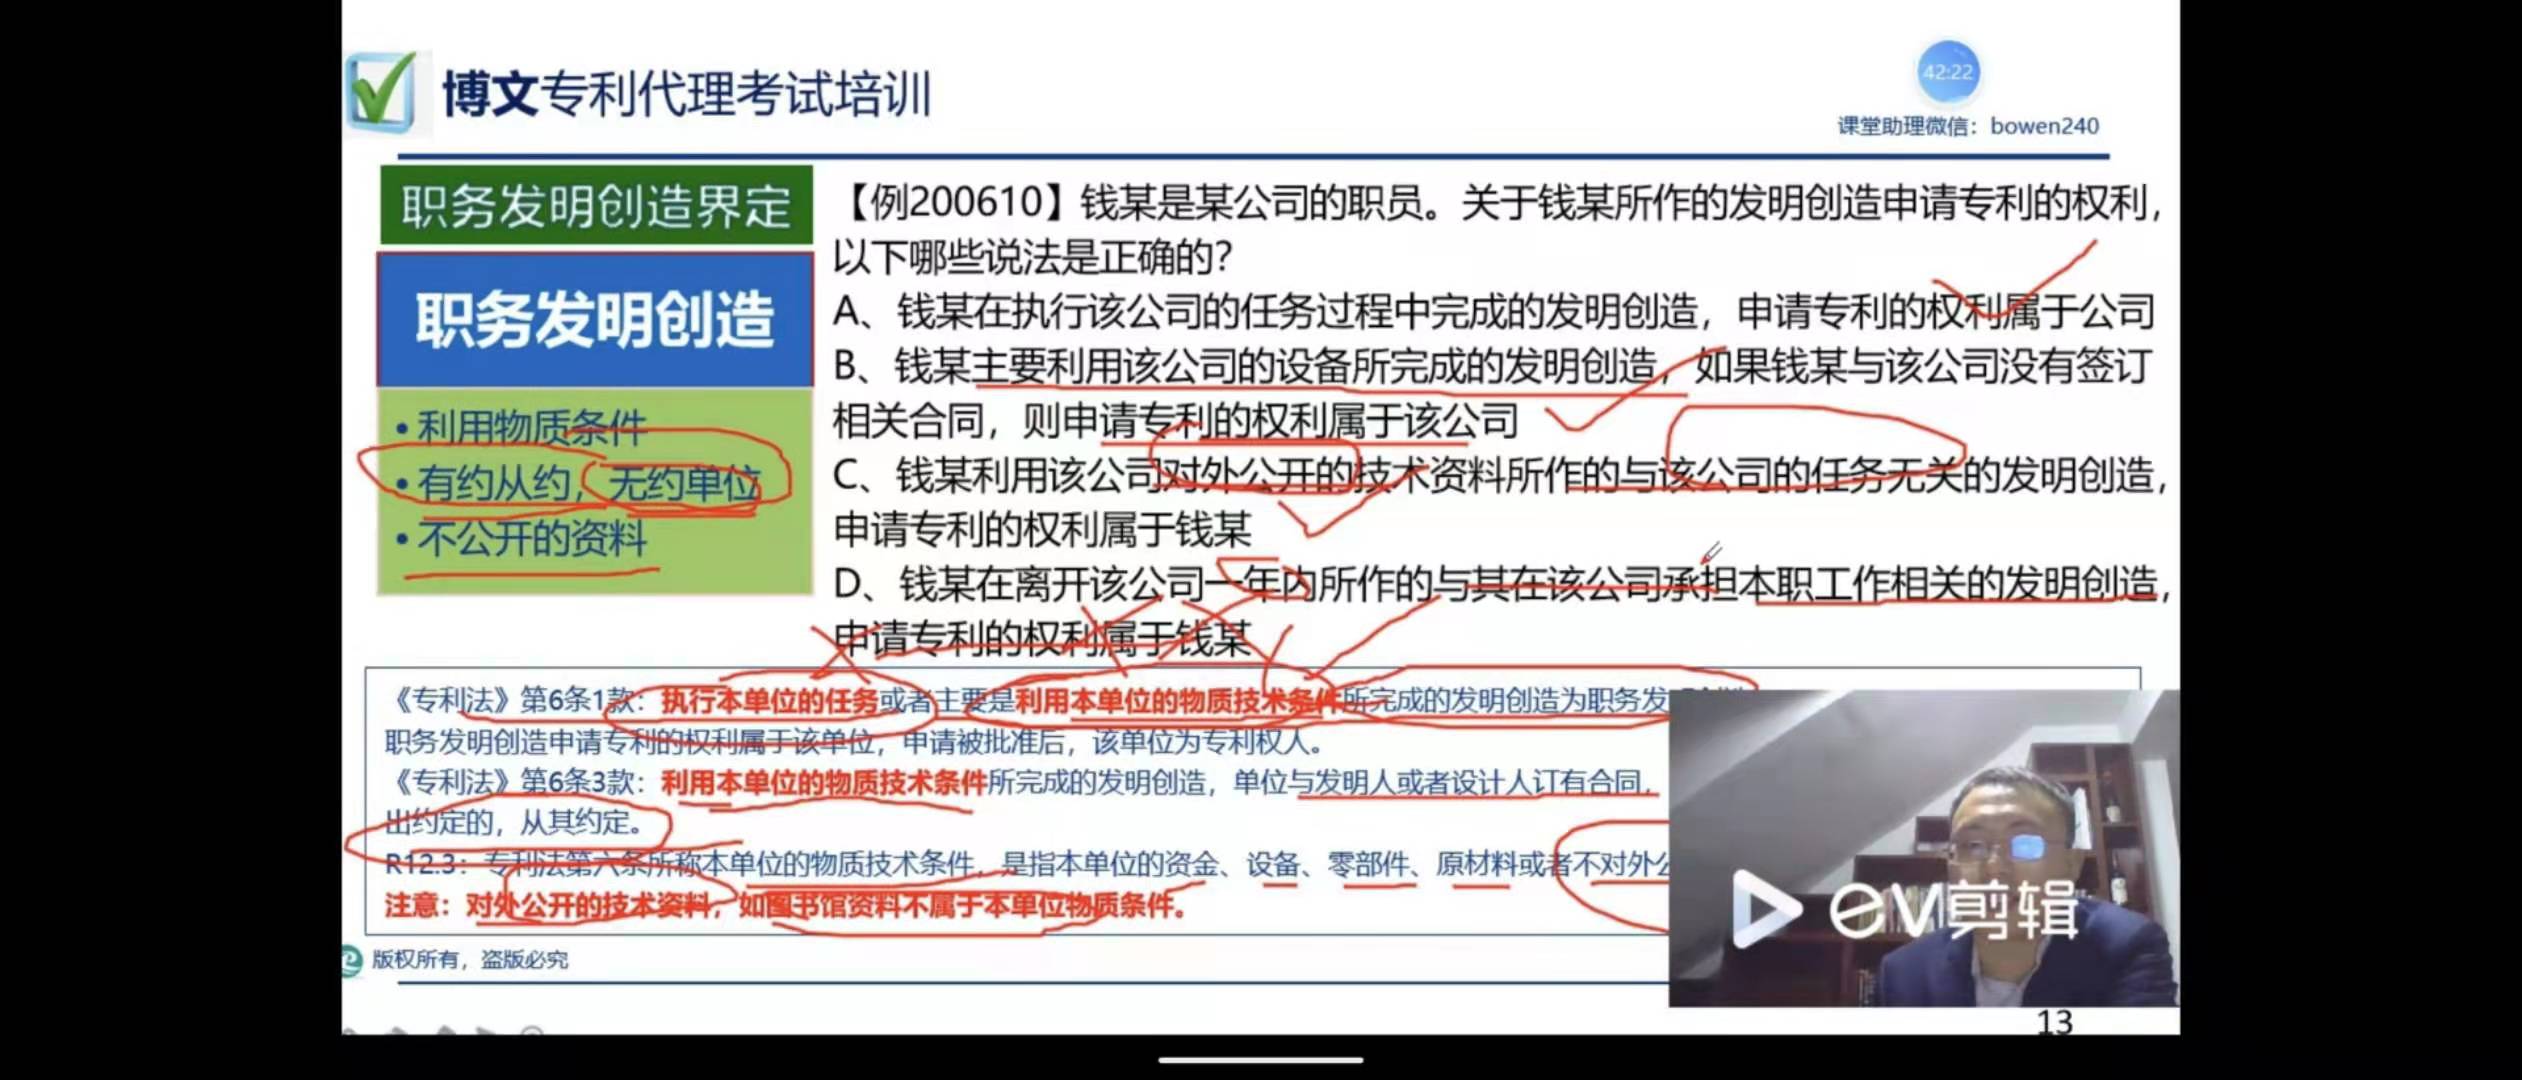 博文专利代理考试培训
42:22
课堂助理微信：bowen240
职务发明创造界定
职务发明创造
• 利用物质条件
• 有约从约，无约单位
• 不公开的资料
【例200610】钱某是某公司的职员。关于钱某所作的发明创造申请专利的权利，
以下哪些说法是正确的？
A、钱某在执行该公司的任务过程中完成的发明创造，申请专利的权利属于公司
B、钱某主要利用该公司的设备所完成的发明创造，如果钱某与该公司没有签订
相关合同，则申请专利的权利属于该公司
C、钱某利用该公司对外公开的技术资料所作的与该公司的任务无关的发明创造，
申请专利的权利属于钱某
D、钱某在离开该公司一年内所作的与其在该公司承担本职工作相关的发明创造，
申请专利的权利属于钱某
《专利法》第6条1款：执行本单位的任务或者主要是利用本单位的物质技术条件所完成的发明创造为职务发
职务发明创造申请专利的权利属于该单位，申请被批准后，该单位为专利权人。
《专利法》第6条3款：利用本单位的物质技术条件所完成的发明创造，单位与发明人或者设计人订有合同，
出约定的，从其约定。
R12.3：专利法第六条所称本单位的物质技术条件，是指本单位的资金、设备、零部件、原材料或者不对外公
注意：对外公开的技术资料，如图书馆资料不属于本单位物质条件。
版权所有，盗版必究
EV剪辑
13